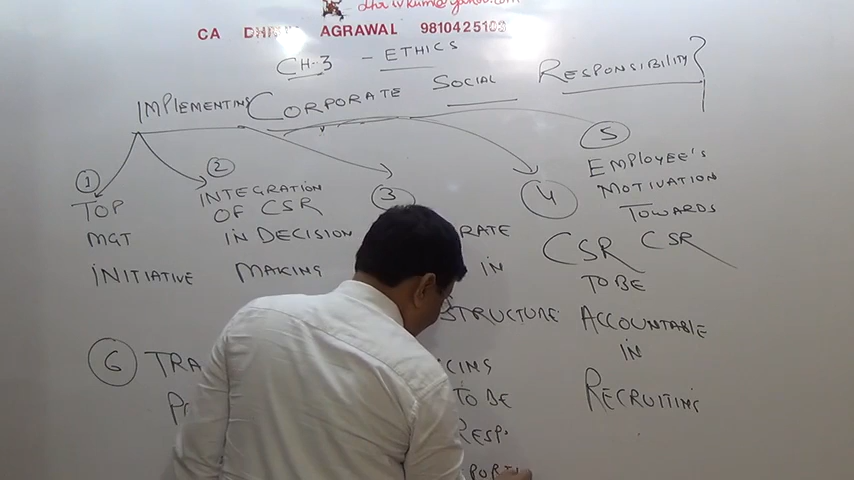 CA AGRAWAL 9810425103
CH.3 - ETHICS
IMPLEMENTING CORPORATE SOCIAL RESPONSIBILITY
1
TOP
MGT
INITIATIVE
2
INTEGRATION
OF CSR
IN DECISION
MAKING
3
RATE
IN
STRUCTURE
4
CSR
TO BE
ACCOUNTABLE
IN
RECRUITING
5
EMPLOYEE'S
MOTIVATION
TOWARDS
CSR
6
TRA
CING
TO BE
RESP.